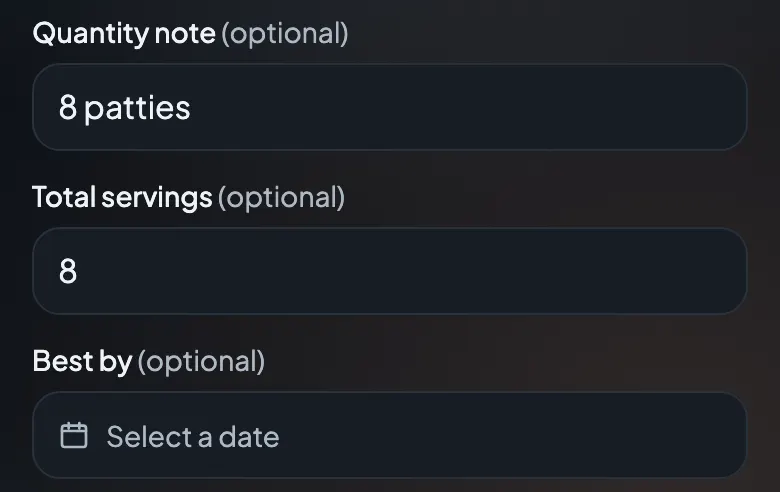 Quantity note (optional)
8 patties
Total servings (optional)
8
Best by (optional)
Select a date